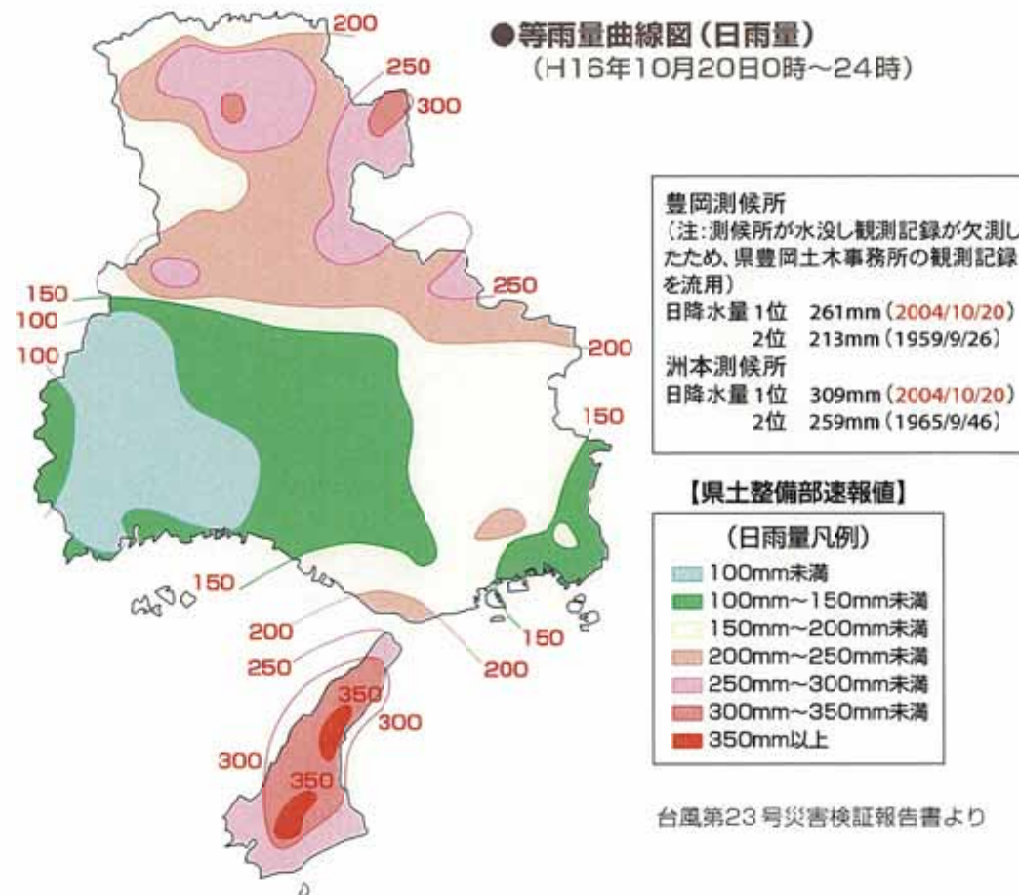 ●等雨量曲線図(日雨量)
(H16年10月20日0時〜24時)
200
250
300
豊岡測候所
〔注:測候所が水没し観測記録が欠測し
たため、県豊岡土木事務所の観測記録
を流用)
日降水量1位 261mm(2004/10/20)
2位 213mm(1959/9/26)
洲本測候所
日降水量1位 309mm(2004/10/20)
2位 259mm(1965/9/46)
250
150
100
100
200
150
【県土整備部速報値】
(日雨量凡例)
100mm未満
100mm〜150mm未満
150mm〜200mm未満
200mm〜250mm未満
250mm〜300mm未満
300mm〜350mm未満
350mm以上
150
150
200
200
250
350
300
300
350
台風第23号災害検証報告書より